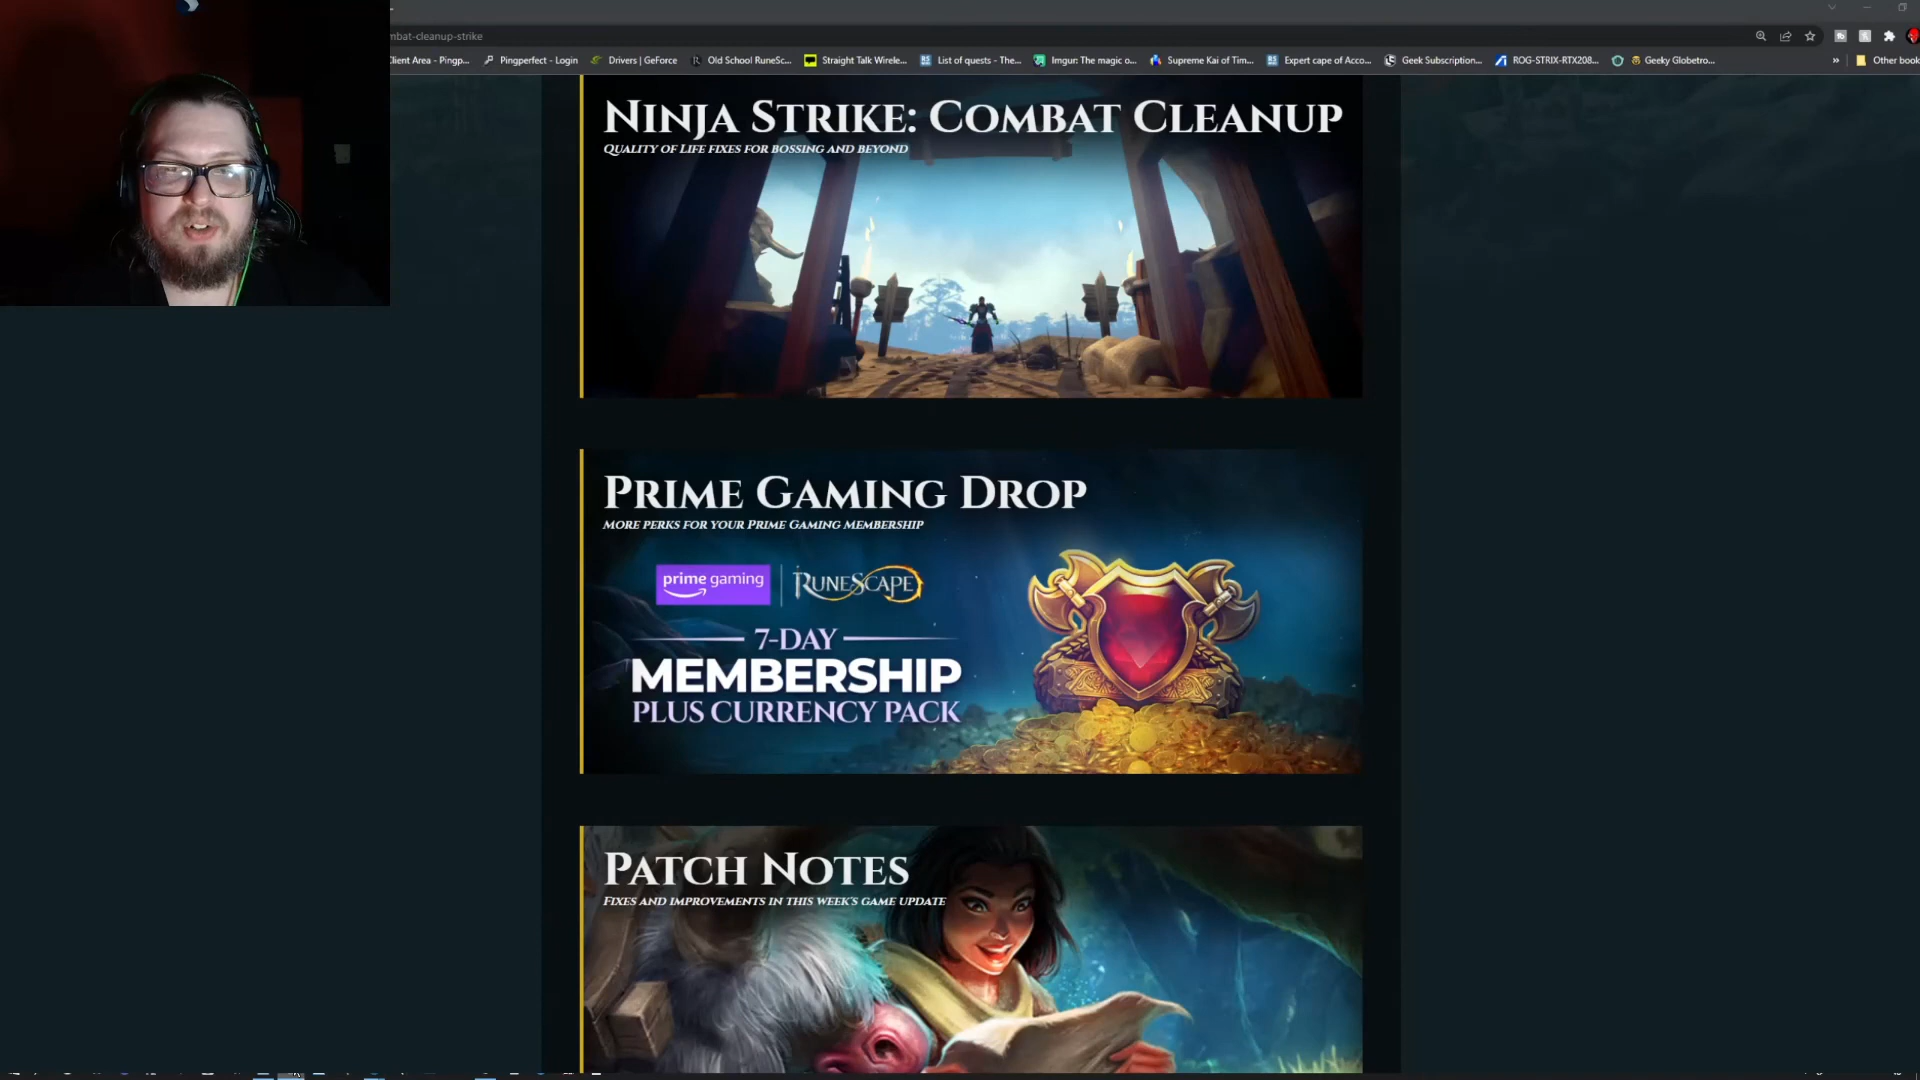 mbat-cleanup-strike
Client Area - Pingp...
Pingperfect - Login
Drivers | GeForce
Old School RuneSc...
Straight Talk Wirele...
List of quests - The...
Imgur: The magic o...
Supreme Kai of Tim...
Expert cape of Acco...
Geek Subscription...
ROG-STRIX-RTX208...
Geeky Globetro...
»
Other book
NINJA STRIKE: COMBAT CLEANUP
QUALITY OF LIFE FIXES FOR BOSSING AND BEYOND
PRIME GAMING DROP
MORE PERKS FOR YOUR PRIME GAMING MEMBERSHIP
prime gaming
RUNESCAPE
7-DAY
MEMBERSHIP
PLUS CURRENCY PACK
PATCH NOTES
FIXES AND IMPROVEMENTS IN THIS WEEK'S GAME UPDATE